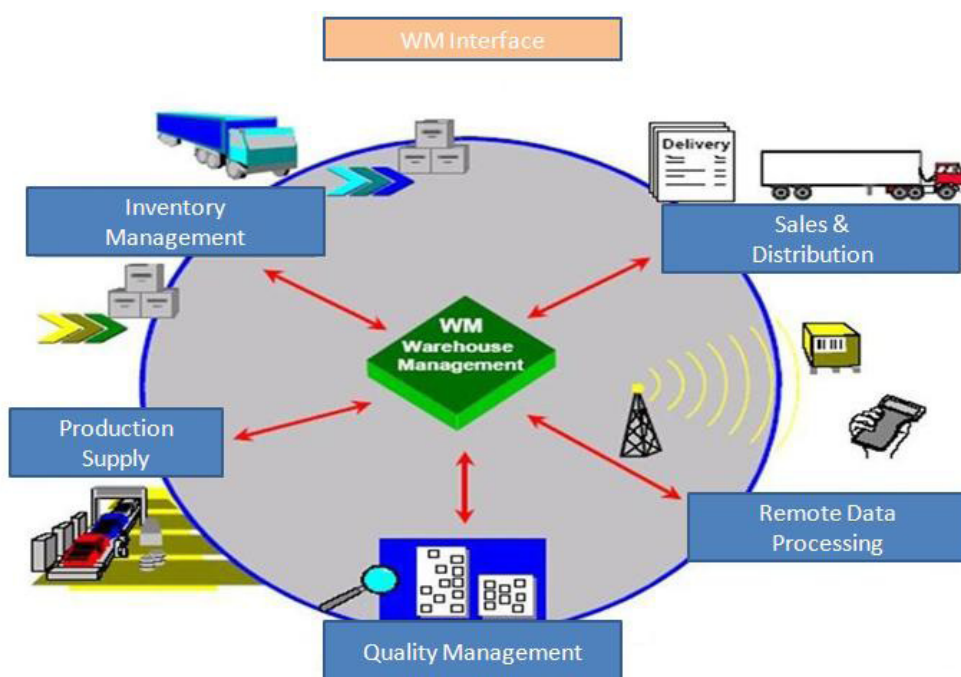 WM Interface
Delivery
Inventory
Management
Sales &
Distribution
WM
Warehouse
Management
Production
Supply
Remote Data
Processing
Quality Management